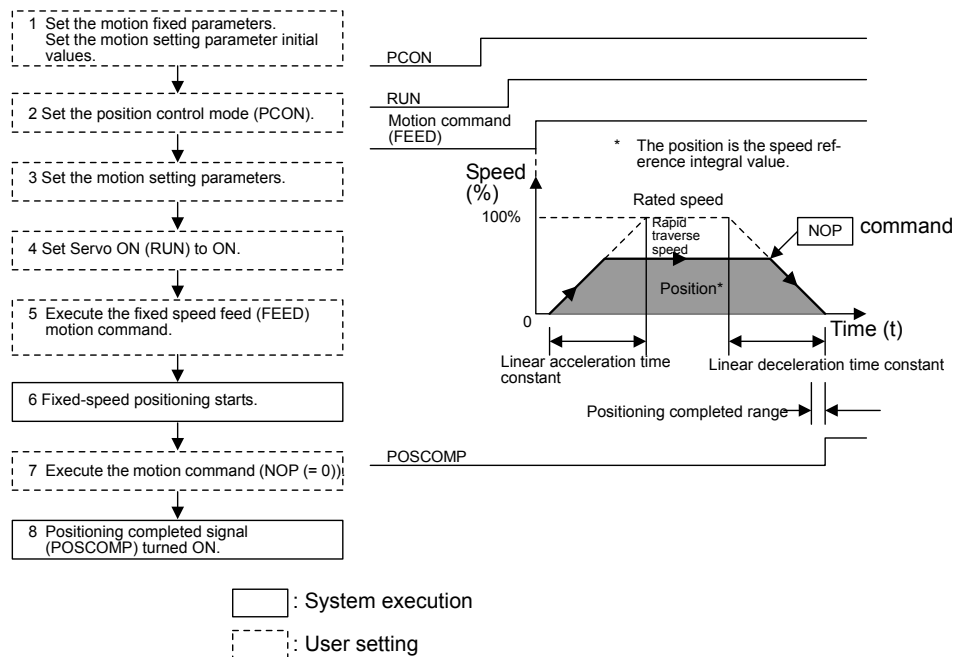 1 Set the motion fixed parameters.
Set the motion setting parameter initial
values.
2 Set the position control mode (PCON).
3 Set the motion setting parameters.
4 Set Servo ON (RUN) to ON.
5 Execute the fixed speed feed (FEED)
motion command.
6 Fixed-speed positioning starts.
7 Execute the motion command (NOP (= 0)).
8 Positioning completed signal
(POSCOMP) turned ON.
PCON
RUN
Motion command
(FEED)
* The position is the speed ref-
erence integral value.
Speed
(%)
Rated speed
100%
Rapid
traverse
speed
NOP command
Position*
0
Time (t)
Linear acceleration time
constant
Linear deceleration time constant
Positioning completed range
POSCOMP
: System execution
: User setting